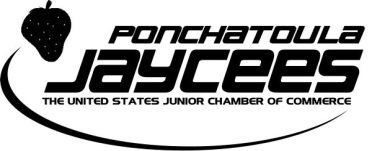 PONCHATOULA
JAYCEES
THE UNITED STATES JUNIOR CHAMBER OF COMMERCE